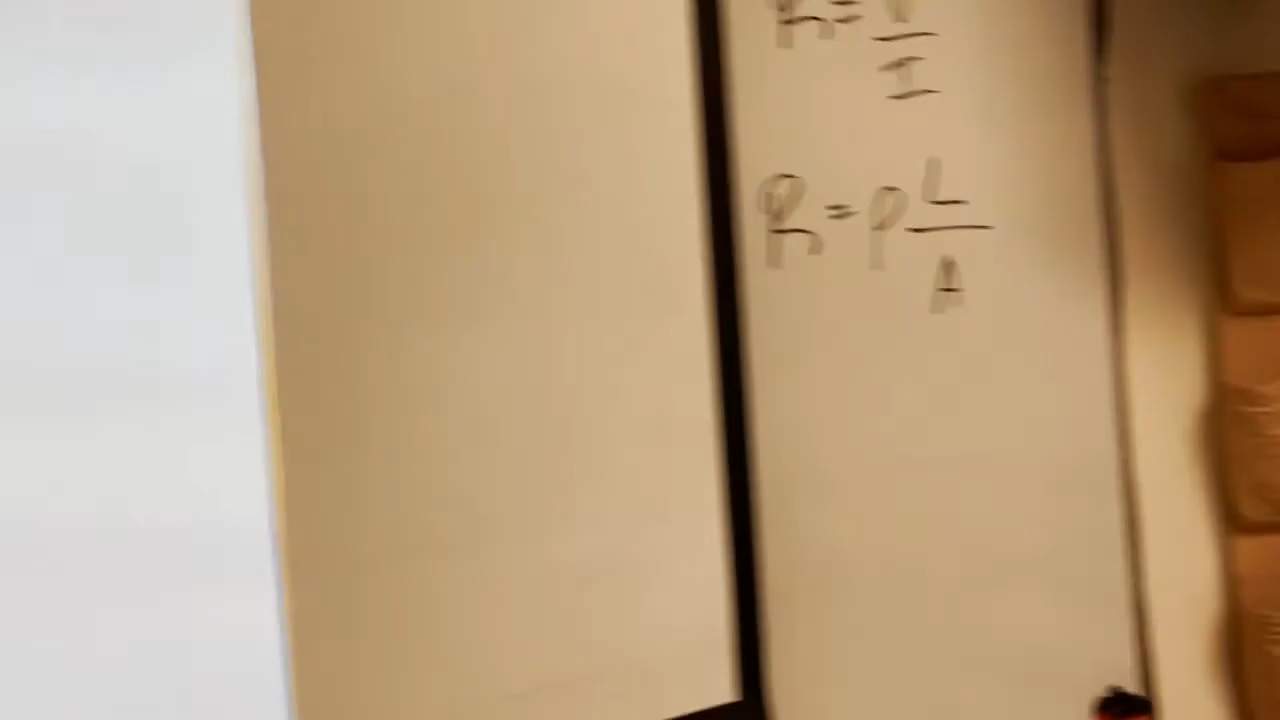 R = V/I
R = ρ L/A